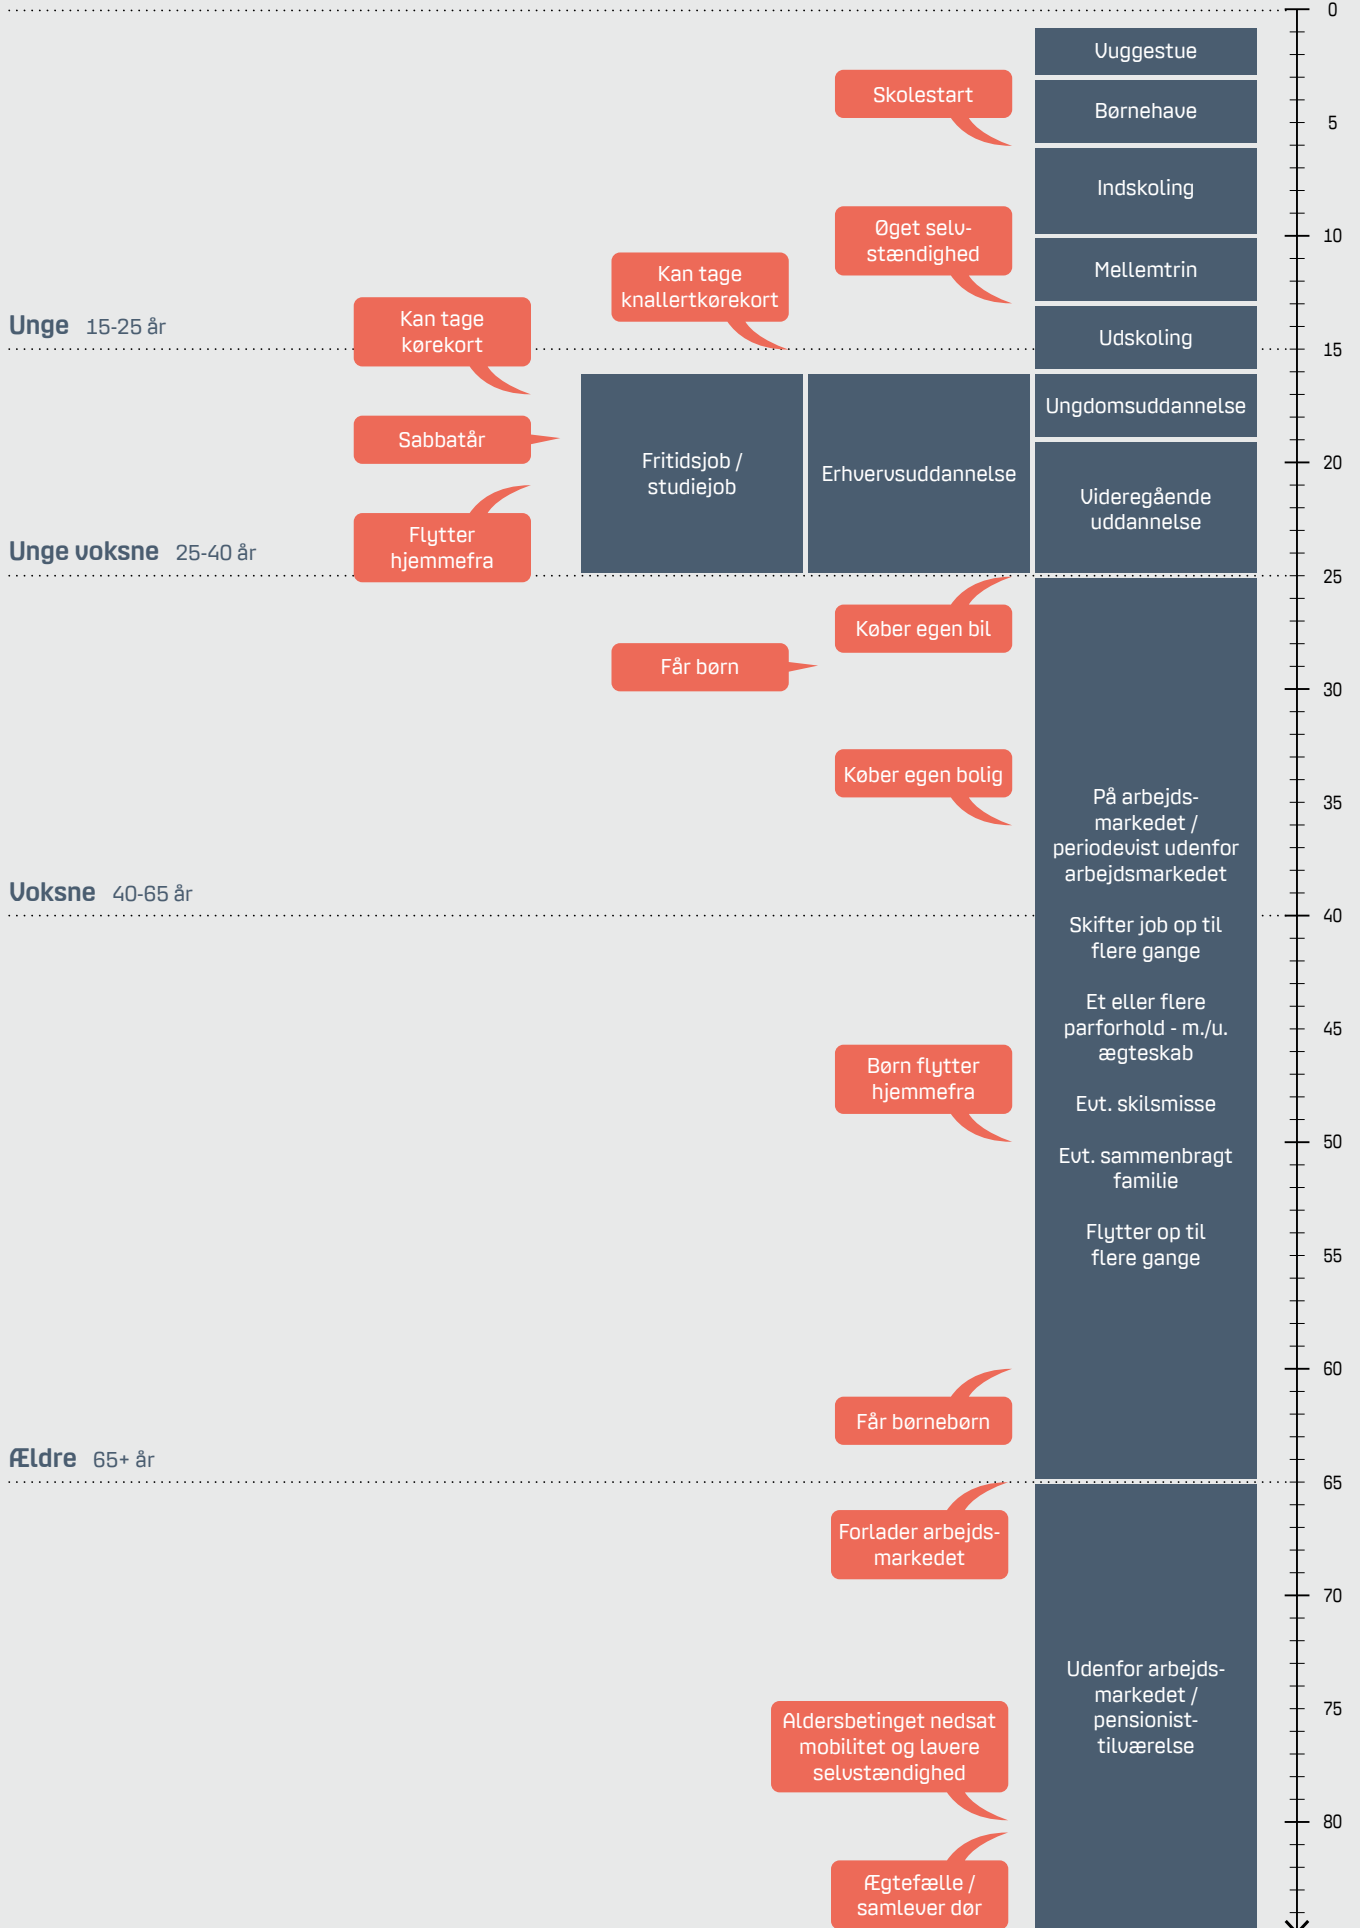 0
Vuggestue
Skolestart
Børnehave
5
Indskoling
Øget selv-
stændighed
10
Mellemtrin
Kan tage
knallertkørekort
Kan tage
kørekort
Unge 15-25 år
Udskoling
15
Ungdomsuddannelse
Sabbatår
Fritidsjob /
studiejob
Erhvervsuddannelse
20
Videregående
uddannelse
Flytter
hjemmefra
Unge voksne 25-40 år
25
Køber egen bil
Får børn
30
Køber egen bolig
På arbejds-
markedet /
periodevist udenfor
arbejdsmarkedet
35
Voksne 40-65 år
40
Skifter job op til
flere gange
Et eller flere
parforhold - m./u.
ægteskab
45
Børn flytter
hjemmefra
Evt. skilsmisse
50
Evt. sammenbragt
familie
Flytter op til
flere gange
55
60
Får børnebørn
Ældre 65+ år
65
Forlader arbejds-
markedet
70
Udenfor arbejds-
markedet /
pensionist-
tilværelse
75
Aldersbetinget nedsat
mobilitet og lavere
selvstændighed
80
Ægtefælle /
samlever dør